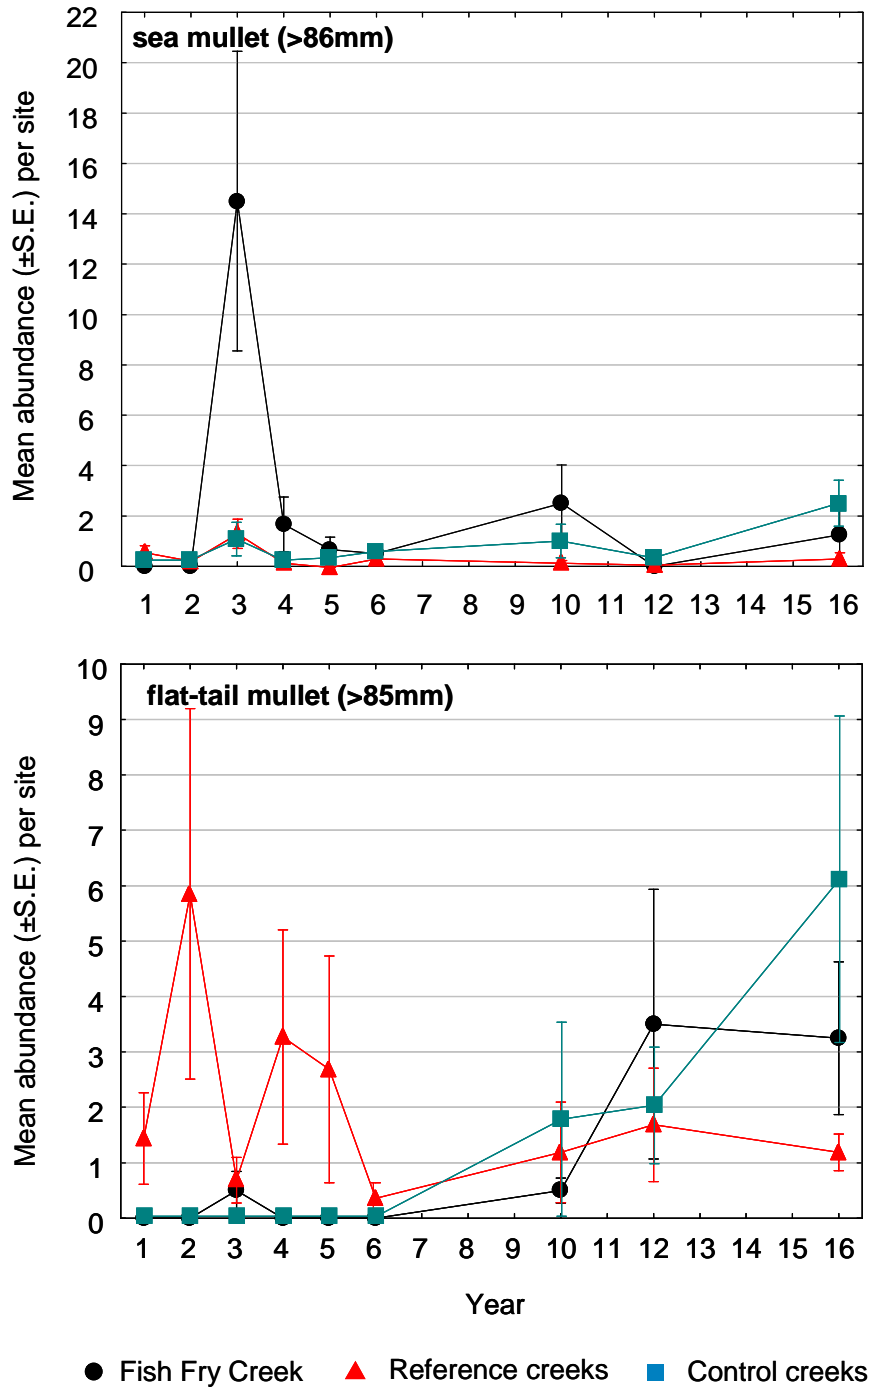 sea mullet (>86mm)
Mean abundance (±S.E.) per site
22
20
18
16
14
12
10
8
6
4
2
0
1 2 3 4 5 6 7 8 9 10 11 12 13 14 15 16
flat-tail mullet (>85mm)
Mean abundance (±S.E.) per site
10
9
8
7
6
5
4
3
2
1
0
1 2 3 4 5 6 7 8 9 10 11 12 13 14 15 16
Year
Fish Fry Creek Reference creeks Control creeks